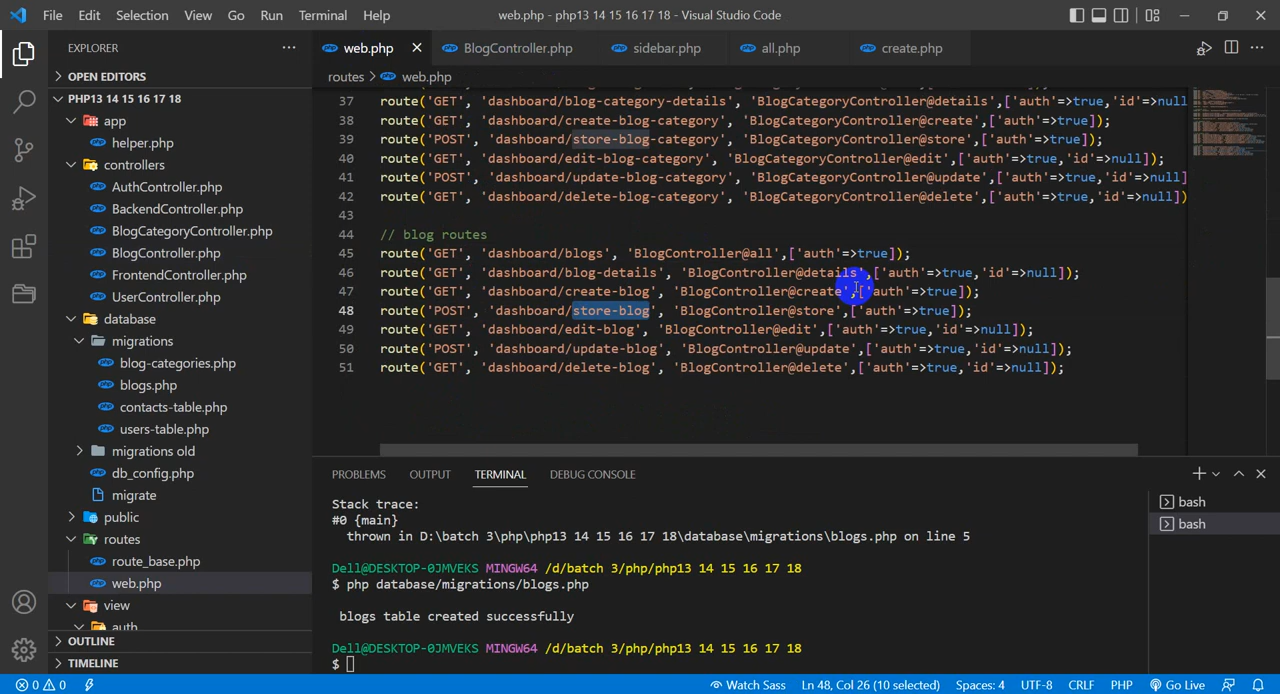 File Edit Selection View Go Run Terminal Help
web.php - php13 14 15 16 17 18 - Visual Studio Code
EXPLORER
OPEN EDITORS
PHP13 14 15 16 17 18
app
helper.php
controllers
AuthController.php
BackendController.php
BlogCategoryController.php
BlogController.php
FrontendController.php
UserController.php
database
migrations
blog-categories.php
blogs.php
contacts-table.php
users-table.php
migrations old
db_config.php
migrate
public
routes
route_base.php
web.php
view
auth
OUTLINE
TIMELINE
web.php BlogController.php sidebar.php all.php create.php
routes > web.php
37 route('GET', 'dashboard/blog-category-details', 'BlogCategoryController@details',['auth'=>true,'id'=>null
38 route('GET', 'dashboard/create-blog-category', 'BlogCategoryController@create',['auth'=>true]);
39 route('POST', 'dashboard/store-blog-category', 'BlogCategoryController@store',['auth'=>true]);
40 route('GET', 'dashboard/edit-blog-category', 'BlogCategoryController@edit',['auth'=>true,'id'=>null]);
41 route('POST', 'dashboard/update-blog-category', 'BlogCategoryController@update',['auth'=>true,'id'=>null]
42 route('GET', 'dashboard/delete-blog-category', 'BlogCategoryController@delete',['auth'=>true,'id'=>null])
43
44 // blog routes
45 route('GET', 'dashboard/blogs', 'BlogController@all',['auth'=>true]);
46 route('GET', 'dashboard/blog-details', 'BlogController@details',['auth'=>true,'id'=>null]);
47 route('GET', 'dashboard/create-blog', 'BlogController@create',['auth'=>true]);
48 route('POST', 'dashboard/store-blog', 'BlogController@store',['auth'=>true]);
49 route('GET', 'dashboard/edit-blog', 'BlogController@edit',['auth'=>true,'id'=>null]);
50 route('POST', 'dashboard/update-blog', 'BlogController@update',['auth'=>true,'id'=>null]);
51 route('GET', 'dashboard/delete-blog', 'BlogController@delete',['auth'=>true,'id'=>null]);
PROBLEMS OUTPUT TERMINAL DEBUG CONSOLE
Stack trace:
#0 {main}
thrown in D:\batch 3\php\php13 14 15 16 17 18\database\migrations\blogs.php on line 5
Dell@DESKTOP-0JMVEKS MINGW64 /d/batch 3/php/php13 14 15 16 17 18
$ php database/migrations/blogs.php
blogs table created successfully
Dell@DESKTOP-0JMVEKS MINGW64 /d/batch 3/php/php13 14 15 16 17 18
$
bash
bash
0 0 Watch Sass Ln 48, Col 26 (10 selected) Spaces: 4 UTF-8 CRLF PHP Go Live